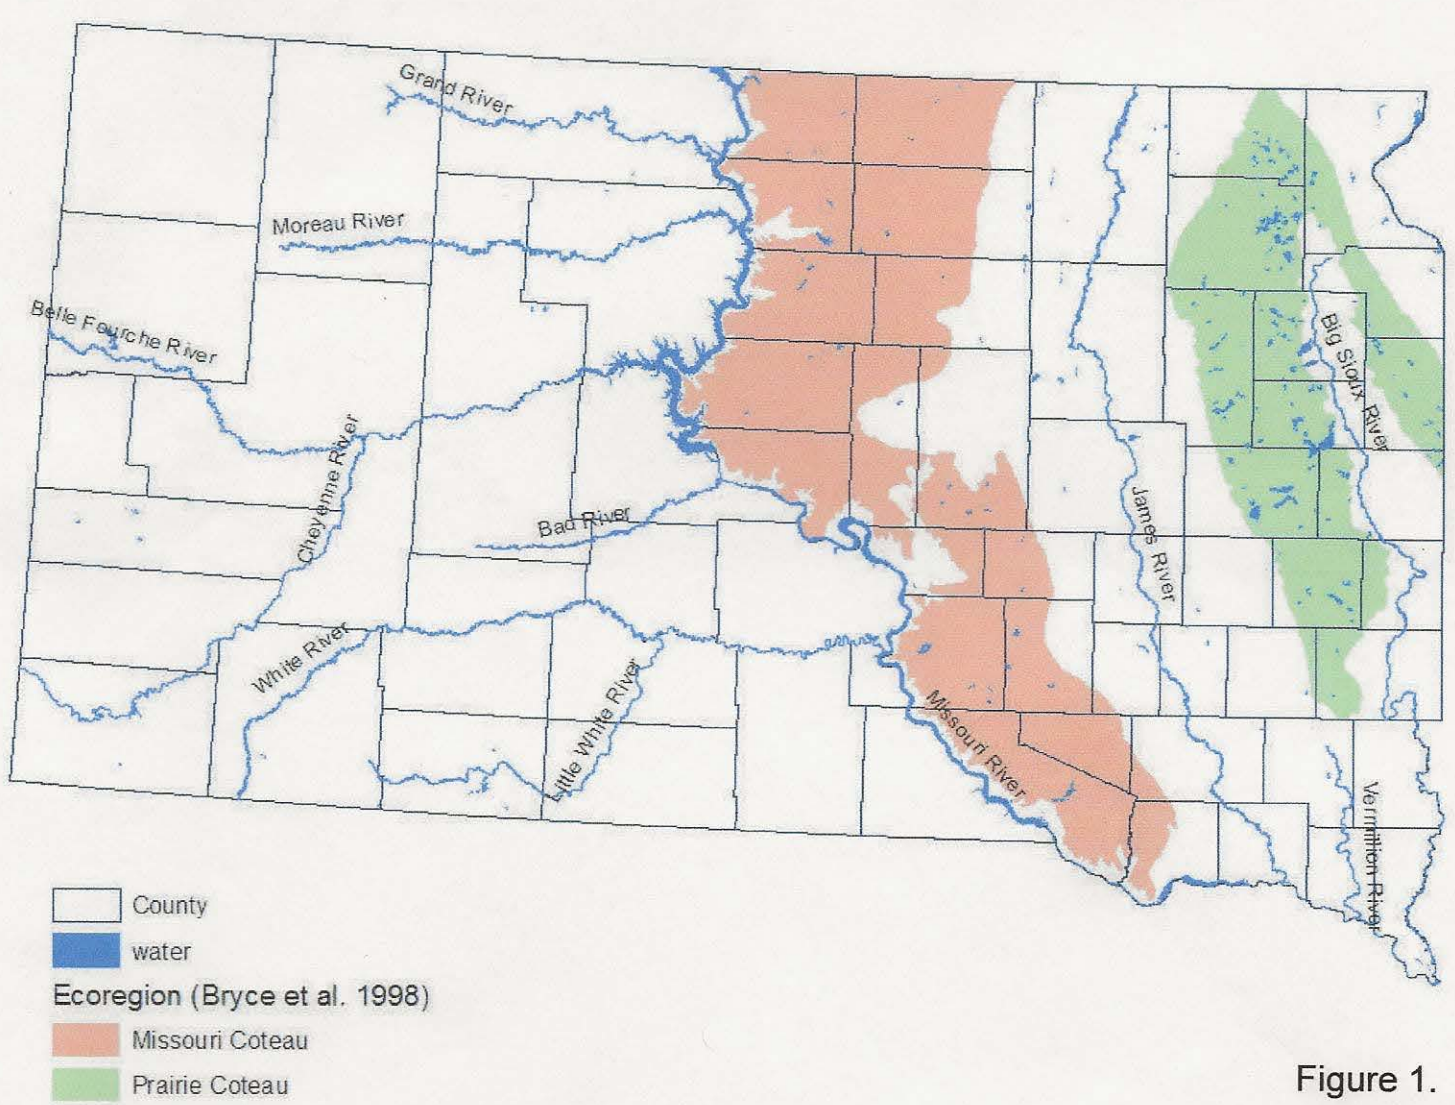 Grand River
Moreau River
Belle Fourche River
Cheyenne River
Bad River
White River
Little White River
Missouri River
James River
Big Sioux River
Vermillion River
County
water
Ecoregion (Bryce et al. 1998)
Missouri Coteau
Prairie Coteau
Figure 1.